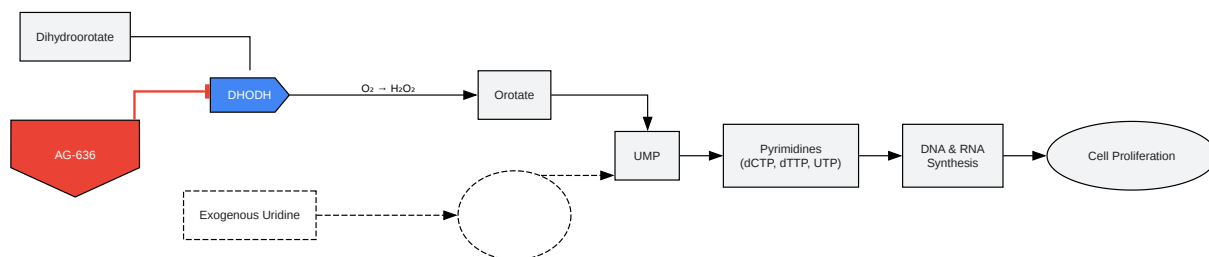 Dihydroorotate
DHODH
O₂ → H₂O₂
Orotate
AG-636
UMP
Pyrimidines
(dCTP, dTTP, UTP)
DNA & RNA
Synthesis
Cell Proliferation
Exogenous Uridine